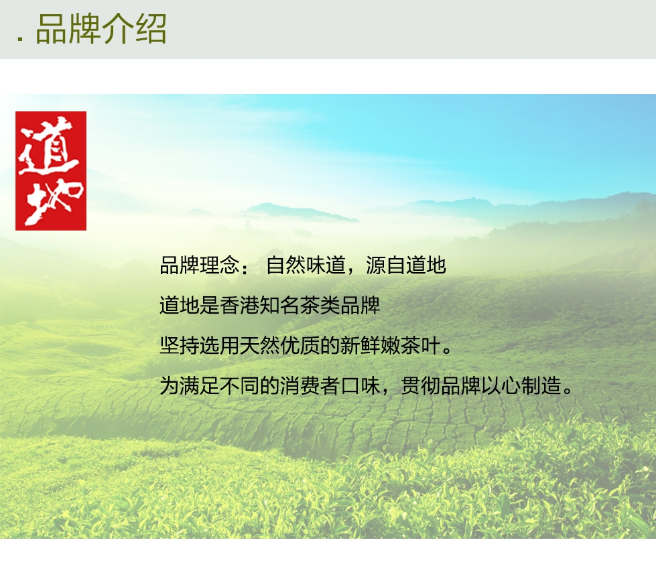 . 品牌介绍
道地
品牌理念： 自然味道，源自道地
道地是香港知名茶类品牌
坚持选用天然优质的新鲜嫩茶叶。
为满足不同的消费者口味，贯彻品牌以心制造。